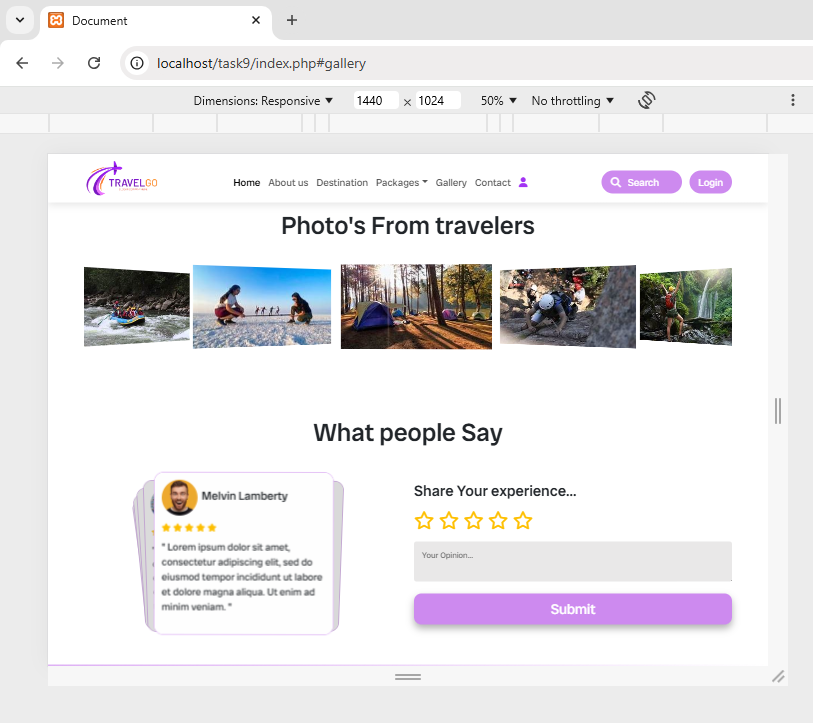 Document
localhost/task9/index.php#gallery
Dimensions: Responsive 1440 × 1024 50% No throttling
TRAVELGO
Home About us Destination Packages Gallery Contact Search Login
Photo's From travelers
What people Say
Melvin Lamberty
" Lorem ipsum dolor sit amet,
consectetur adipiscing elit, sed do
eiusmod tempor incididunt ut labore
et dolore magna aliqua. Ut enim ad
minim veniam. "
Share Your experience...
Your Opinion...
Submit